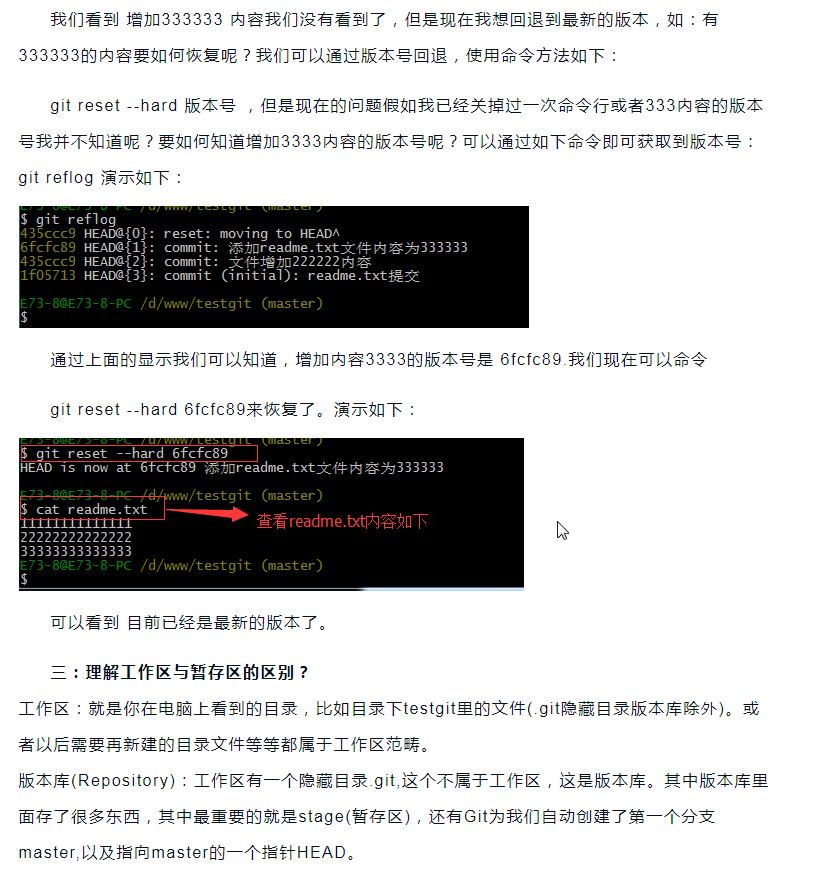 我们看到 增加333333 内容我们没有看到了，但是现在我想回退到最新的版本，如：有
333333的内容要如何恢复呢？我们可以通过版本号回退，使用命令方法如下：
git reset --hard 版本号 ，但是现在的问题假如我已经关掉过一次命令行或者333内容的版本
号我并不知道呢？要如何知道增加3333内容的版本号呢？可以通过如下命令即可获取到版本号：
git reflog 演示如下：
E73-8@E73-8-PC /d/www/testgit (master)
$ git reflog
435ccc9 HEAD@{0}: reset: moving to HEAD^
6fcfc89 HEAD@{1}: commit: 添加readme.txt文件内容为333333
435ccc9 HEAD@{2}: commit: 文件增加222222内容
1f05713 HEAD@{3}: commit (initial): readme.txt提交
E73-8@E73-8-PC /d/www/testgit (master)
$
通过上面的显示我们可以知道，增加内容3333的版本号是 6fcfc89.我们现在可以命令
git reset --hard 6fcfc89来恢复了。演示如下：
E73-8@E73-8-PC /d/www/testgit (master)
$ git reset --hard 6fcfc89
HEAD is now at 6fcfc89 添加readme.txt文件内容为333333
E73-8@E73-8-PC /d/www/testgit (master)
$ cat readme.txt
查看readme.txt内容如下
11111111111111
22222222222222
33333333333333
E73-8@E73-8-PC /d/www/testgit (master)
$
可以看到 目前已经是最新的版本了。
三：理解工作区与暂存区的区别？
工作区：就是你在电脑上看到的目录，比如目录下testgit里的文件(.git隐藏目录版本库除外)。或
者以后需要再新建的目录文件等等都属于工作区范畴。
版本库(Repository)：工作区有一个隐藏目录.git,这个不属于工作区，这是版本库。其中版本库里
面存了很多东西，其中最重要的就是stage(暂存区)，还有Git为我们自动创建了第一个分支
master,以及指向master的一个指针HEAD。